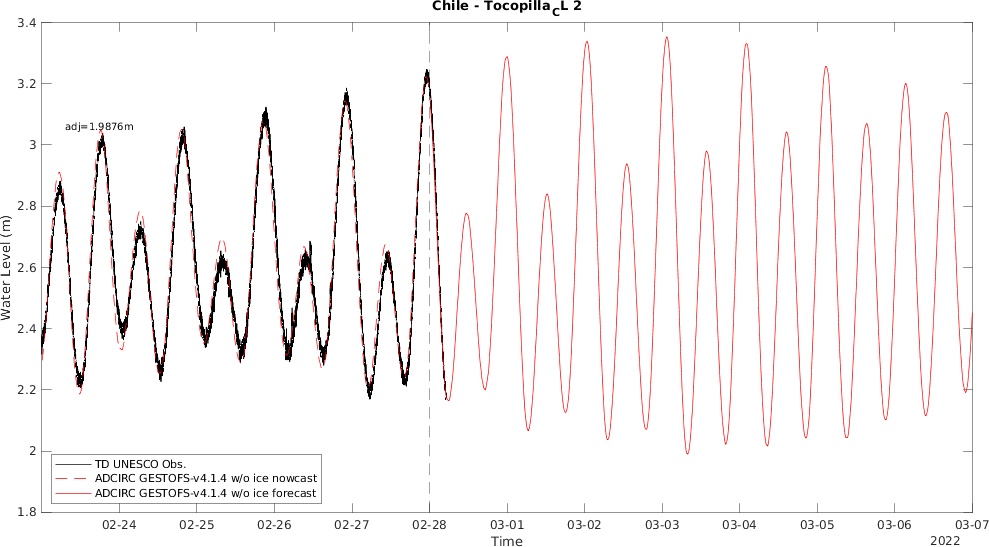 Chile - Tocopilla_CL 2
3.4
3.2
3
2.8
2.6
2.4
2.2
2
1.8
Water Level (m)
adj=1.9876m
TD UNESCO Obs.
ADCIRC GESTOFS-v4.1.4 w/o ice nowcast
ADCIRC GESTOFS-v4.1.4 w/o ice forecast
02-24 02-25 02-26 02-27 02-28 03-01 03-02 03-03 03-04 03-05 03-06 03-07
Time
2022